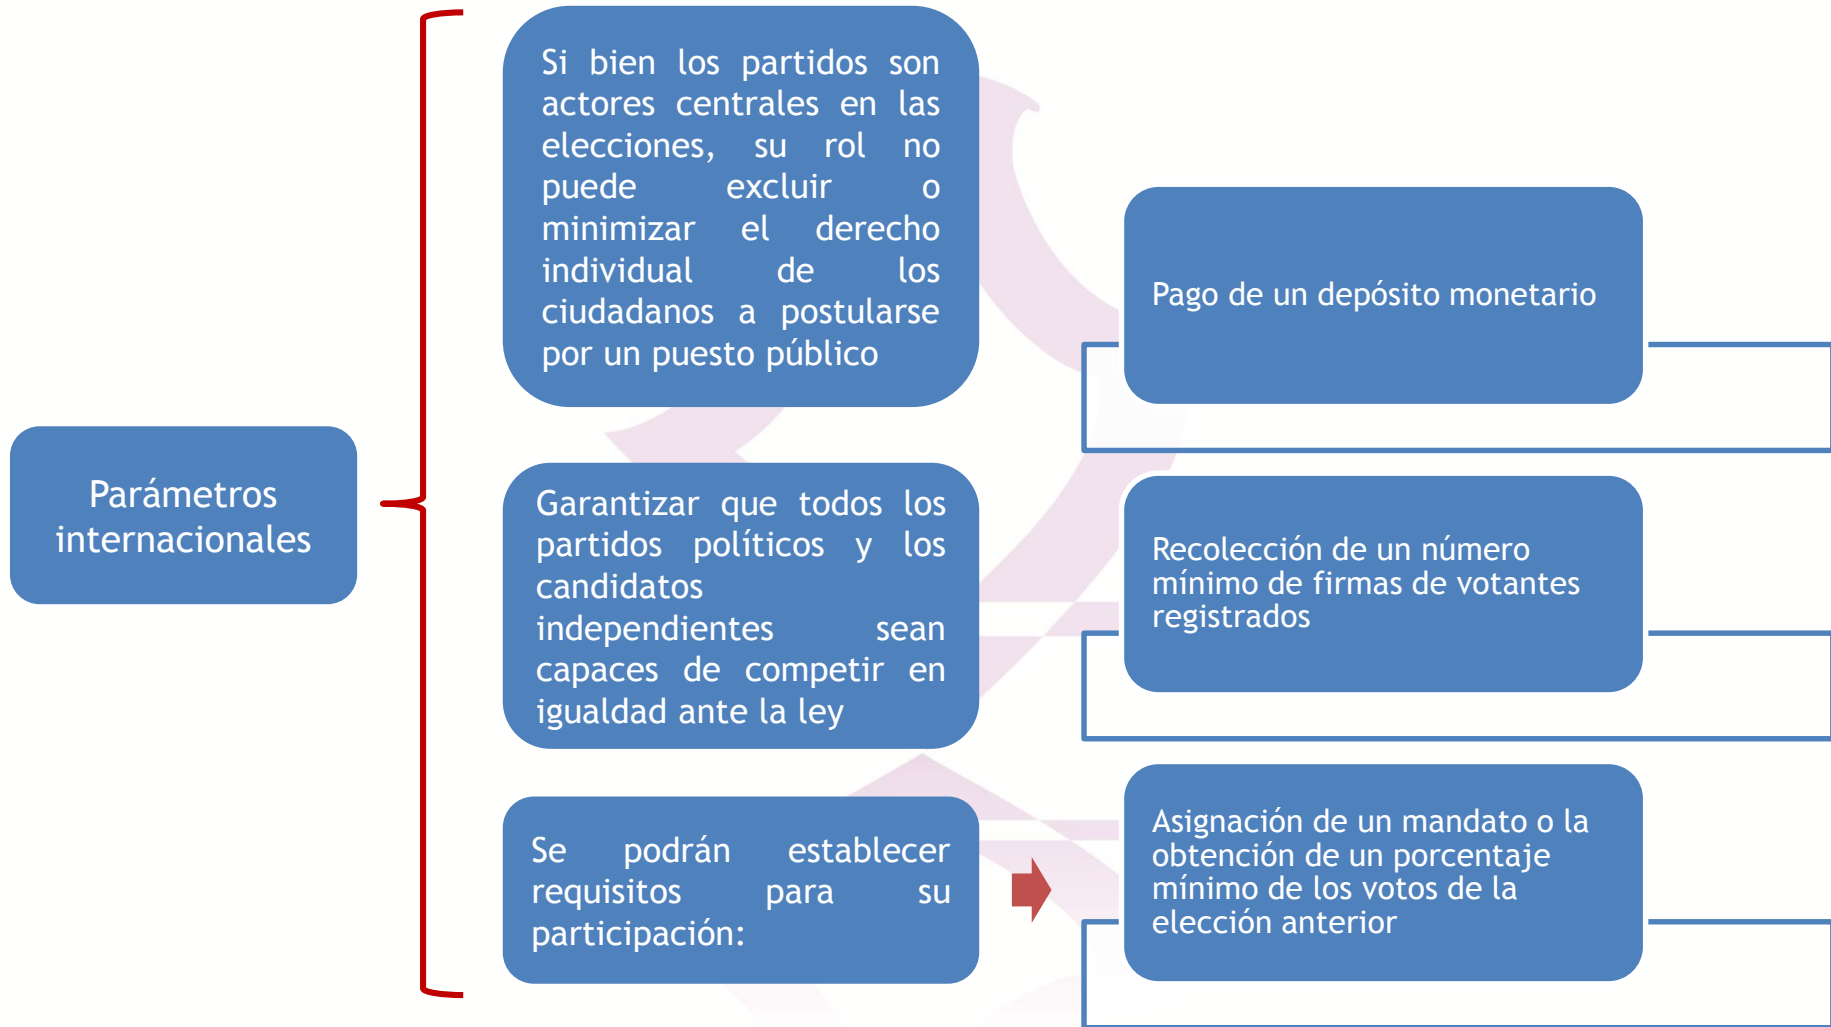 Parámetros
internacionales
Si bien los partidos son
actores centrales en las
elecciones, su rol no
puede excluir o
minimizar el derecho
individual de los
ciudadanos a postularse
por un puesto público
Garantizar que todos los
partidos políticos y los
candidatos
independientes sean
capaces de competir en
igualdad ante la ley
Se podrán establecer
requisitos para su
participación:
Pago de un depósito monetario
Recolección de un número
mínimo de firmas de votantes
registrados
Asignación de un mandato o la
obtención de un porcentaje
mínimo de los votos de la
elección anterior